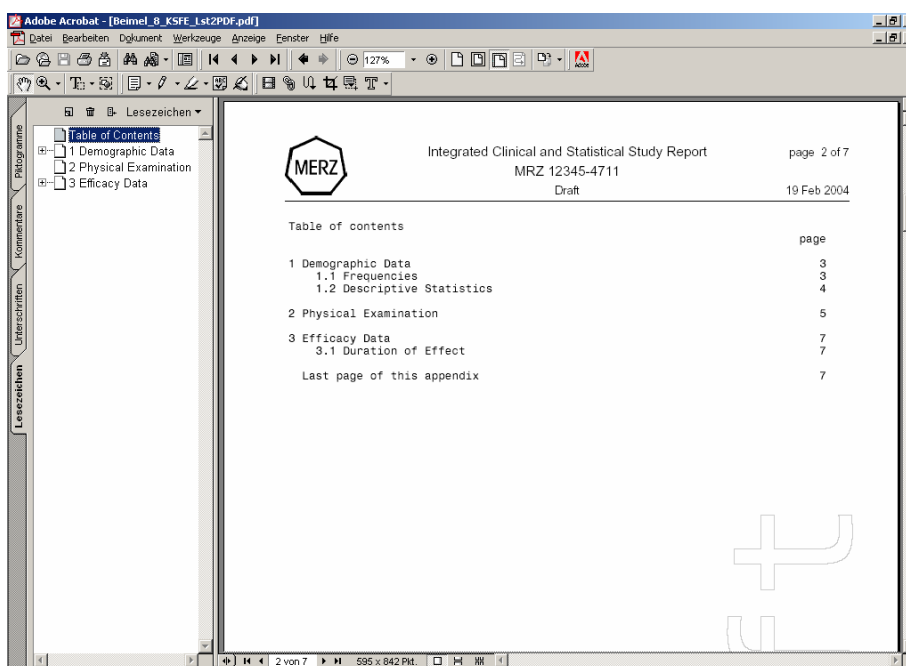 Adobe Acrobat - [Beimel_8_KSFE_Lst2PDF.pdf]
Datei Bearbeiten Dokument Werkzeuge Anzeige Fenster Hilfe
127%
Adobe
Lesezeichen
Table of Contents
1 Demographic Data
2 Physical Examination
3 Efficacy Data
Piktogramme
Kommentare
Unterschriften
Lesezeichen
MERZ
Integrated Clinical and Statistical Study Report page 2 of 7
MRZ 12345-4711
Draft 19 Feb 2004
Table of contents
page
1 Demographic Data 3
1.1 Frequencies 3
1.2 Descriptive Statistics 4
2 Physical Examination 5
3 Efficacy Data 7
3.1 Duration of Effect 7
Last page of this appendix 7
2 von 7 595 x 842 Pkt.